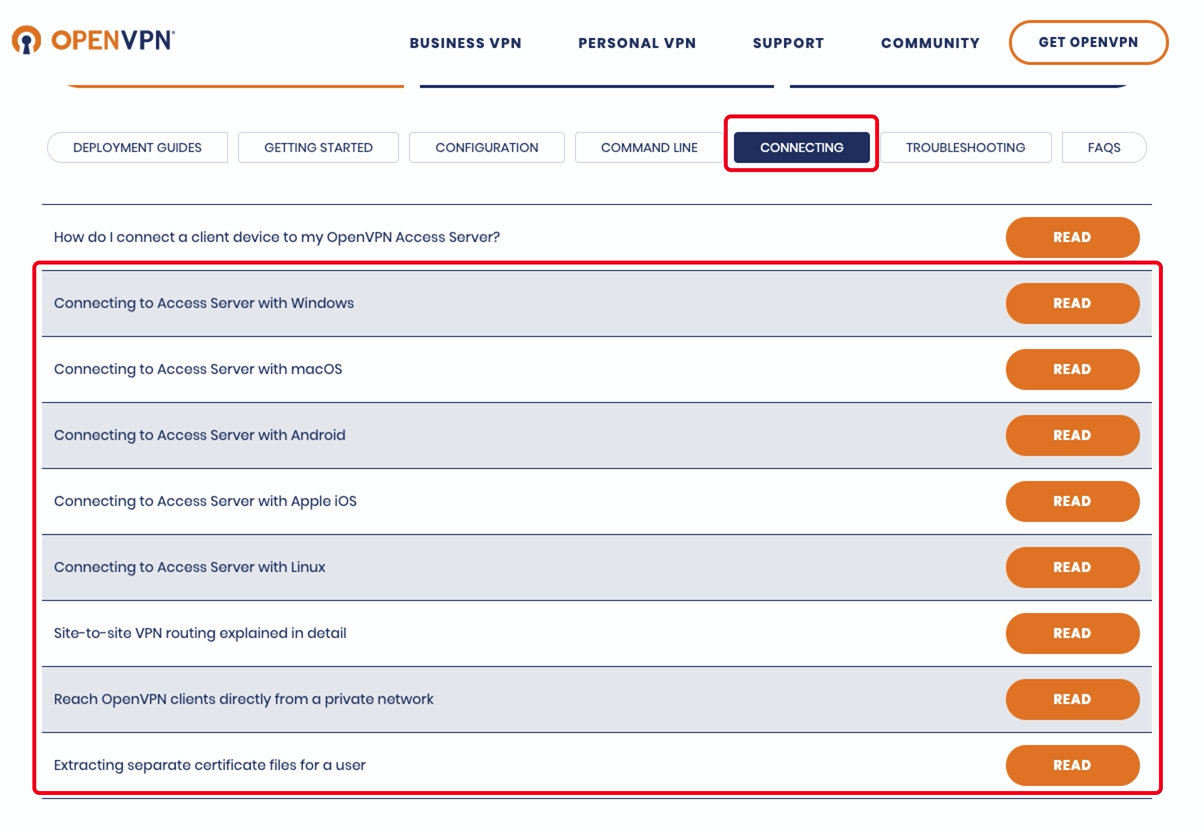 OPENVPN
BUSINESS VPN PERSONAL VPN SUPPORT COMMUNITY GET OPENVPN
DEPLOYMENT GUIDES GETTING STARTED CONFIGURATION COMMAND LINE CONNECTING TROUBLESHOOTING FAQS
How do I connect a client device to my OpenVPN Access Server? READ
Connecting to Access Server with Windows READ
Connecting to Access Server with macOS READ
Connecting to Access Server with Android READ
Connecting to Access Server with Apple iOS READ
Connecting to Access Server with Linux READ
Site-to-site VPN routing explained in detail READ
Reach OpenVPN clients directly from a private network READ
Extracting separate certificate files for a user READ